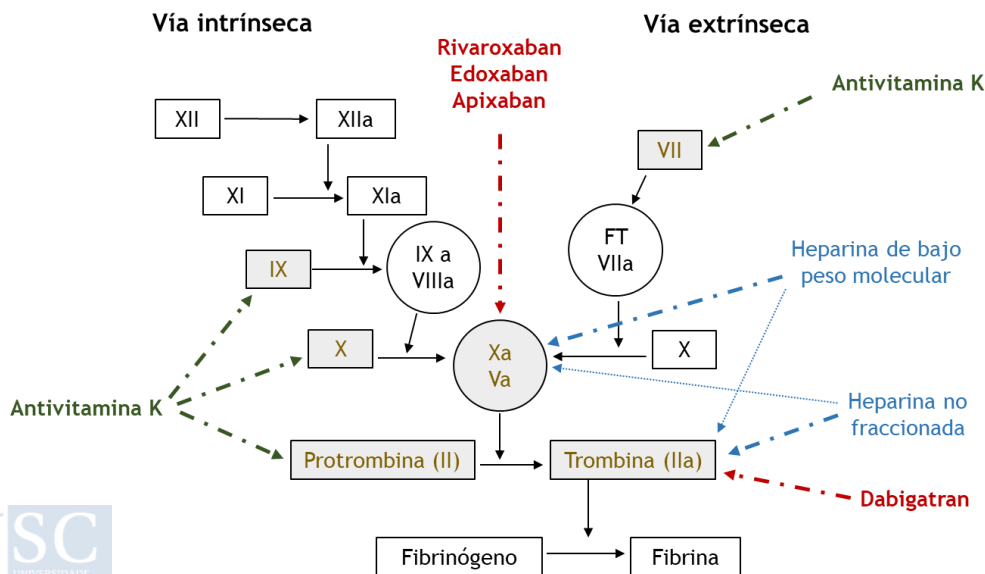 Vía intrínseca
Vía extrínseca
Rivaroxaban
Edoxaban
Apixaban
Antivitamina K
XII
XIIa
VII
XI
XIa
FT
VIIa
IX
IX a
VIIIa
Heparina de bajo
peso molecular
X
Xa
Va
X
Antivitamina K
Heparina no
fraccionada
Protrombina (II)
Trombina (IIa)
Dabigatran
Fibrinógeno
Fibrina
SC
UNIVERSIDADE